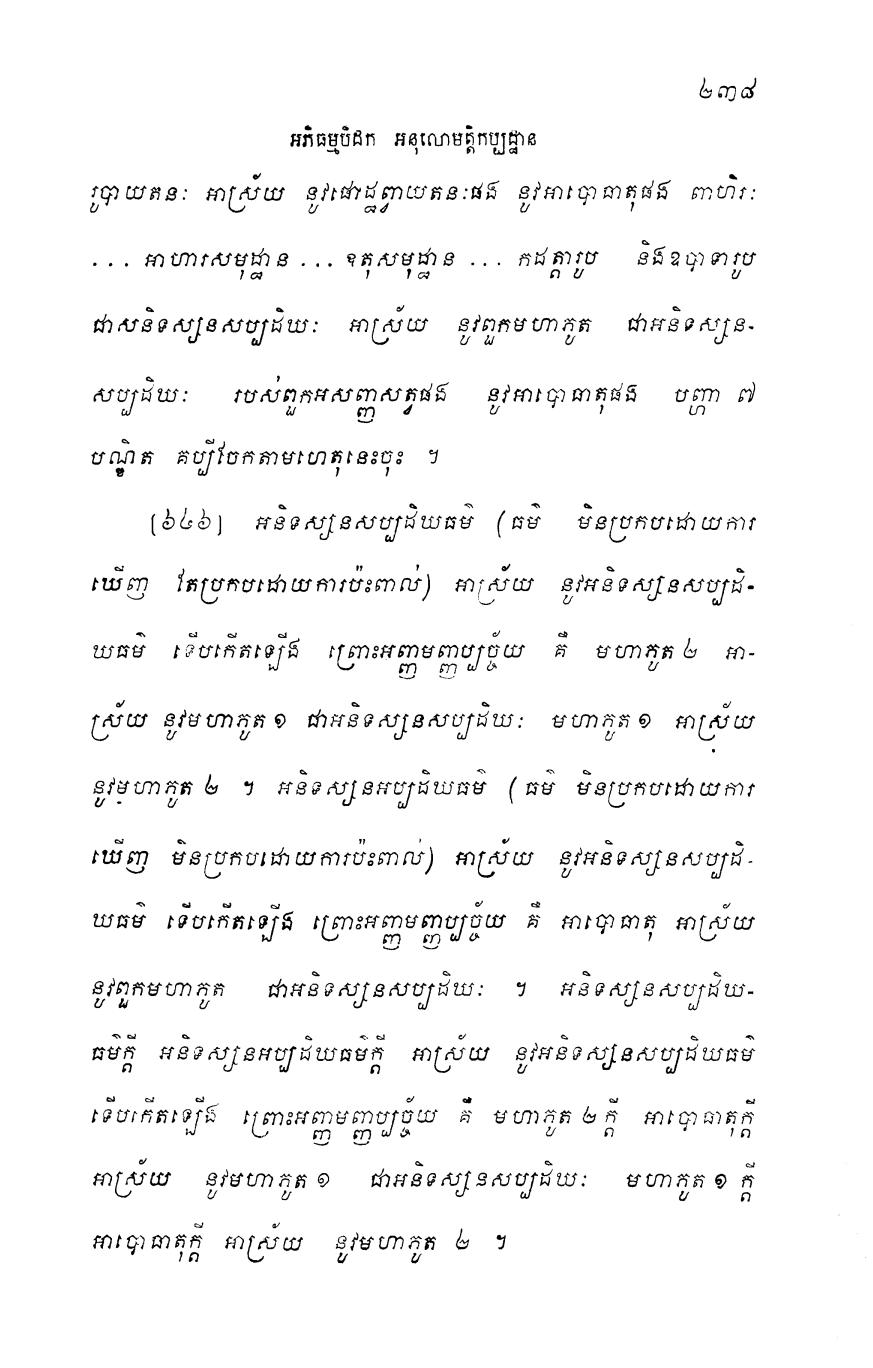 ២៣៨
អភិធម្មបិដក អនុលោមត្តិកប្បដ្ឋាន
រូបាយតនៈ អាស្រ័យ នូវផោដ្ឋព្វាយតនៈផង នូវអាបោធាតុផង ពាហិរៈ
... អាហារសមុដ្ឋាន ... ឧតុសមុដ្ឋាន ... កដត្តារូប និងឧបាទារូប
ជាសនិទស្សនសប្បដិឃៈ អាស្រ័យ នូវពួកមហាភូត ជាអនិទស្សន-
សប្បដិឃៈ របស់ពួកអសញ្ញសត្វផង នូវអាបោធាតុផង បញ្ហា ៧
បណ្ឌិត គប្បីចែកតាមហេតុនេះចុះ ។
[៦៤៦] អនិទស្សនសប្បដិឃធម៌ (ធម៌ មិនប្រកបដោយការ
ឃើញ តែប្រកបដោយការប៉ះពាល់) អាស្រ័យ នូវអនិទស្សនសប្បដិ-
ឃធម៌ ទើបកើតឡើង ព្រោះអញ្ញមញ្ញប្បច្ច័យ គឺ មហាភូត ២ អា-
ស្រ័យ នូវមហាភូត ១ ជាអនិទស្សនសប្បដិឃៈ មហាភូត ១ អាស្រ័យ
នូវមហាភូត ២ ។ អនិទស្សនអប្បដិឃធម៌ (ធម៌ មិនប្រកបដោយការ
ឃើញ មិនប្រកបដោយការប៉ះពាល់) អាស្រ័យ នូវអនិទស្សនសប្បដិ-
ឃធម៌ ទើបកើតឡើង ព្រោះអញ្ញមញ្ញប្បច្ច័យ គឺ អាបោធាតុ អាស្រ័យ
នូវពួកមហាភូត ជាអនិទស្សនសប្បដិឃៈ ។ អនិទស្សនសប្បដិឃ-
ធម៌ក្តី អនិទស្សនអប្បដិឃធម៌ក្តី អាស្រ័យ នូវអនិទស្សនសប្បដិឃធម៌
ទើបកើតឡើង ព្រោះអញ្ញមញ្ញប្បច្ច័យ គឺ មហាភូត ២ ក្តី អាបោធាតុក្តី
អាស្រ័យ នូវមហាភូត ១ ជាអនិទស្សនសប្បដិឃៈ មហាភូត ១ ក្តី
អាបោធាតុក្តី អាស្រ័យ នូវមហាភូត ២ ។